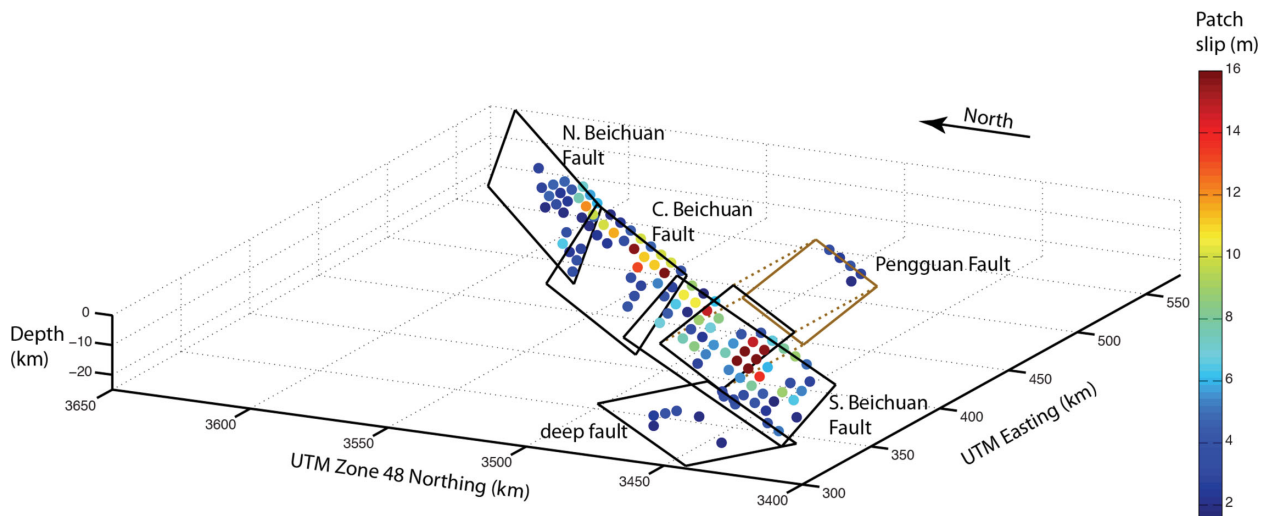 Patch
slip (m)
16
14
12
10
8
6
4
2
North
N. Beichuan
Fault
C. Beichuan
Fault
Pengguan Fault
S. Beichuan
Fault
deep fault
Depth
(km)
0
−10
−20
3650
3600
3550
3500
3450
3400
UTM Zone 48 Northing (km)
300
350
400
450
500
550
UTM Easting (km)